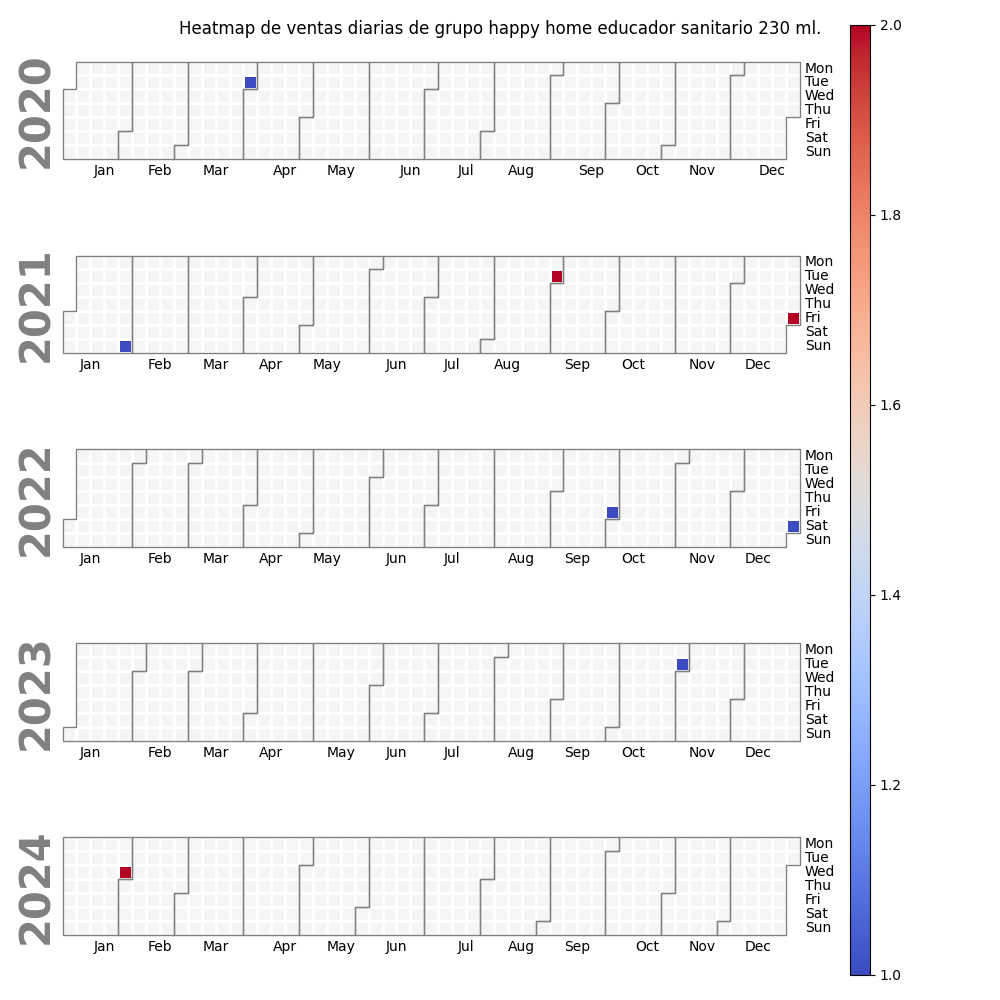 Heatmap de ventas diarias de grupo happy home educador sanitario 230 ml.
2020
Mon
Tue
Wed
Thu
Fri
Sat
Sun
Jan Feb Mar Apr May Jun Jul Aug Sep Oct Nov Dec
2021
Mon
Tue
Wed
Thu
Fri
Sat
Sun
Jan Feb Mar Apr May Jun Jul Aug Sep Oct Nov Dec
2022
Mon
Tue
Wed
Thu
Fri
Sat
Sun
Jan Feb Mar Apr May Jun Jul Aug Sep Oct Nov Dec
2023
Mon
Tue
Wed
Thu
Fri
Sat
Sun
Jan Feb Mar Apr May Jun Jul Aug Sep Oct Nov Dec
2024
Mon
Tue
Wed
Thu
Fri
Sat
Sun
Jan Feb Mar Apr May Jun Jul Aug Sep Oct Nov Dec
2.0
1.8
1.6
1.4
1.2
1.0